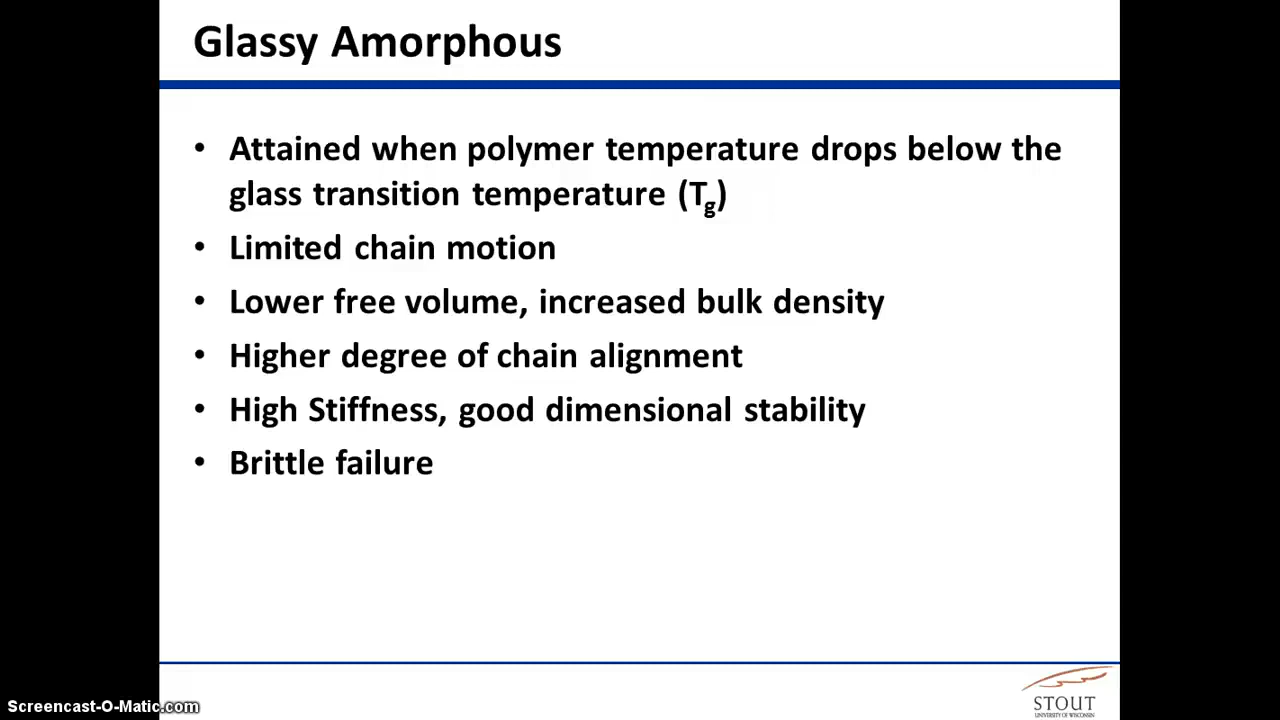 Glassy Amorphous
• Attained when polymer temperature drops below the
glass transition temperature (Tg)
• Limited chain motion
• Lower free volume, increased bulk density
• Higher degree of chain alignment
• High Stiffness, good dimensional stability
• Brittle failure
STOUT
UNIVERSITY OF WISCONSIN
Screencast-O-Matic.com